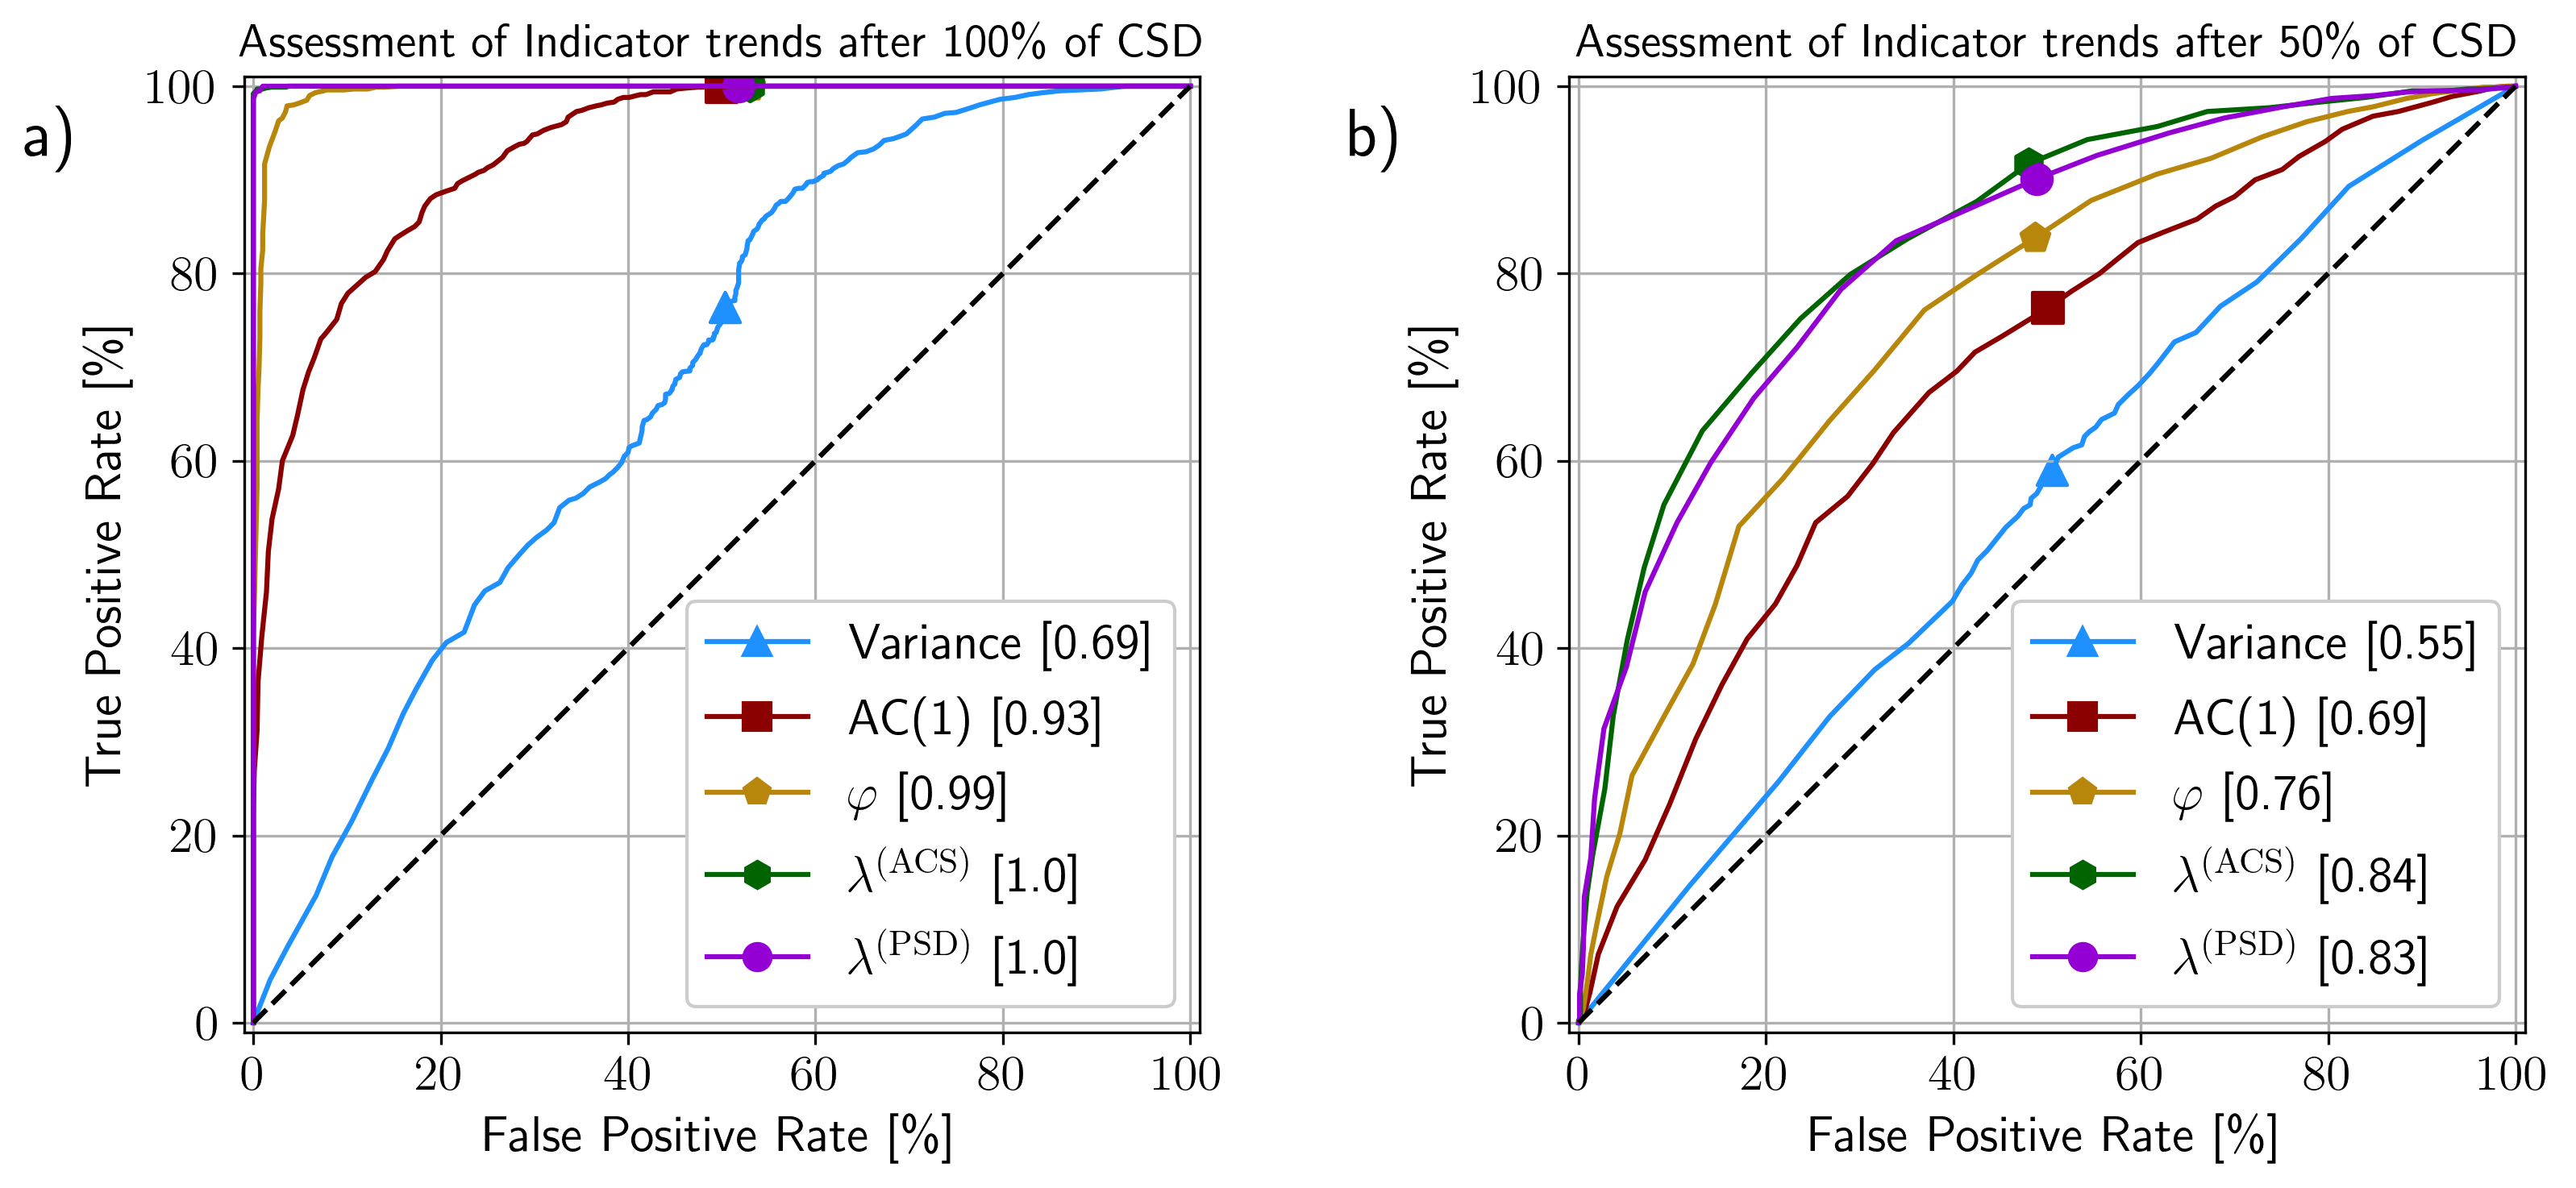 Assessment of Indicator trends after 100% of CSD
a)
100
80
60
40
20
0
True Positive Rate [%]
Variance [0.69]
AC(1) [0.93]
φ [0.99]
λ^(ACS) [1.0]
λ^(PSD) [1.0]
0 20 40 60 80 100
False Positive Rate [%]
Assessment of Indicator trends after 50% of CSD
b)
100
80
60
40
20
0
True Positive Rate [%]
Variance [0.55]
AC(1) [0.69]
φ [0.76]
λ^(ACS) [0.84]
λ^(PSD) [0.83]
0 20 40 60 80 100
False Positive Rate [%]